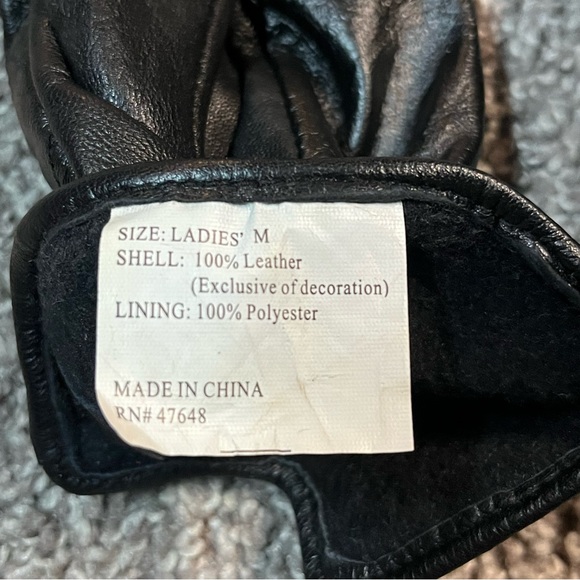 SIZE: LADIES' M
SHELL: 100% Leather
(Exclusive of decoration)
LINING: 100% Polyester
MADE IN CHINA
RN# 47648